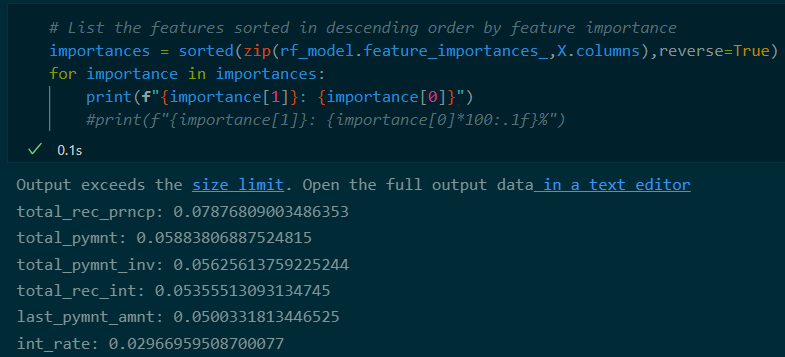 # List the features sorted in descending order by feature importance
importances = sorted(zip(rf_model.feature_importances_,X.columns),reverse=True)
for importance in importances:
    print(f"{importance[1]}: {importance[0]}")
    #print(f"{importance[1]}: {importance[0]*100:.1f}%")
0.1s
Output exceeds the size limit. Open the full output data in a text editor
total_rec_prncp: 0.07876809003486353
total_pymnt: 0.05883806887524815
total_pymnt_inv: 0.05625613759225244
total_rec_int: 0.05355513093134745
last_pymnt_amnt: 0.0500331813446525
int_rate: 0.02966959508700077